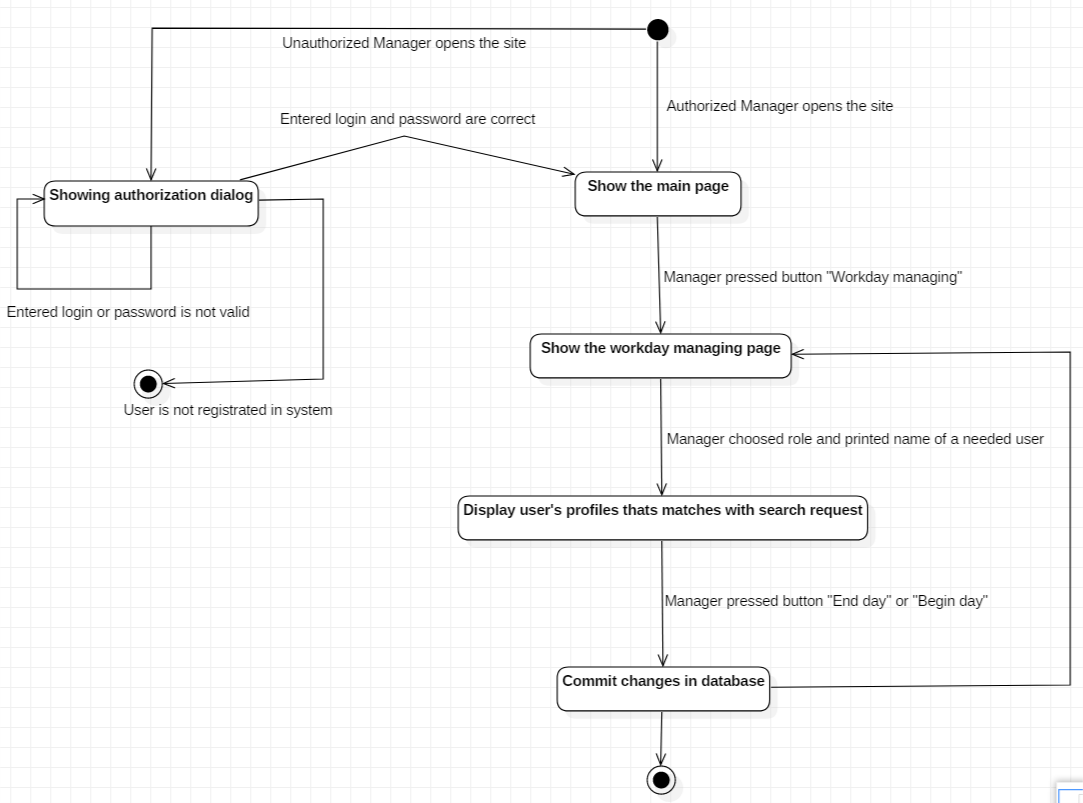 Unauthorized Manager opens the site
Authorized Manager opens the site
Entered login and password are correct
Showing authorization dialog
Show the main page
Manager pressed button "Workday managing"
Entered login or password is not valid
Show the workday managing page
User is not registrated in system
Manager choosed role and printed name of a needed user
Display user's profiles thats matches with search request
Manager pressed button "End day" or "Begin day"
Commit changes in database